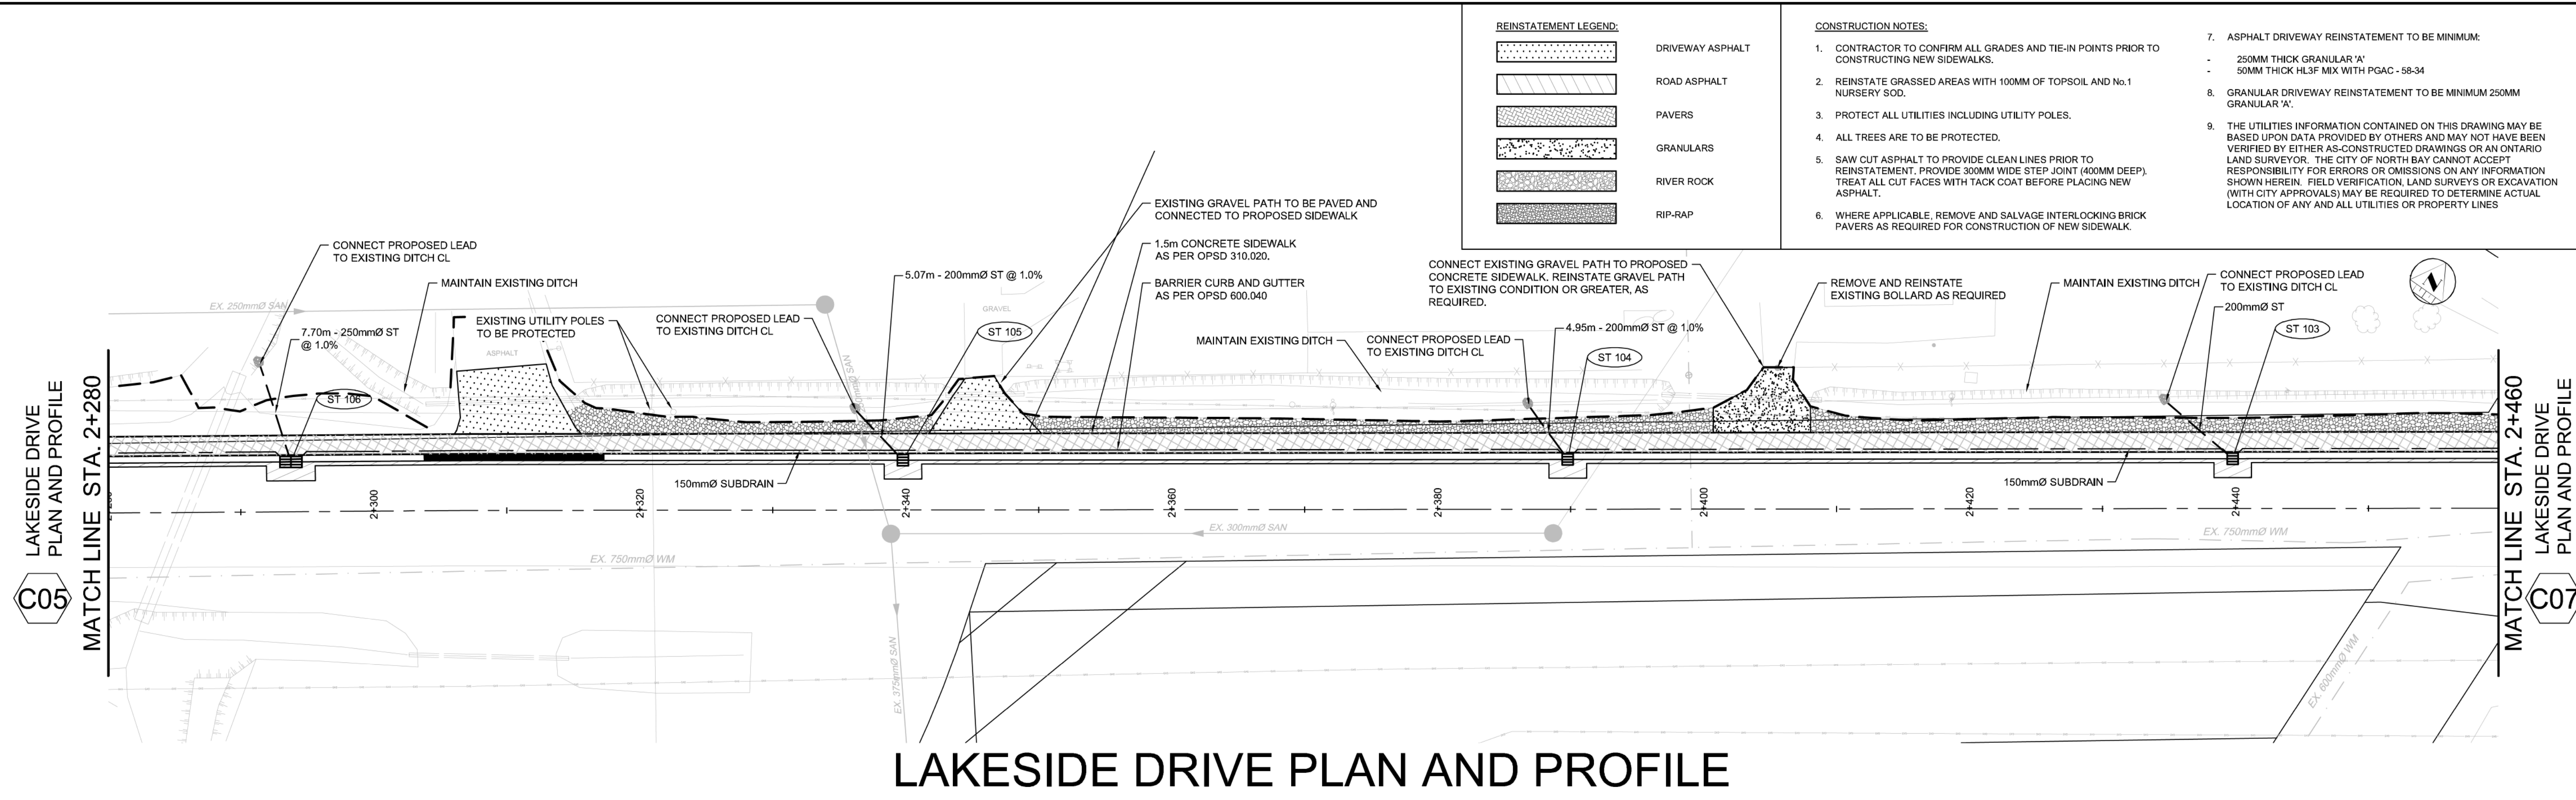 REINSTATEMENT LEGEND:
DRIVEWAY ASPHALT
ROAD ASPHALT
PAVERS
GRANULARS
RIVER ROCK
RIP-RAP
CONSTRUCTION NOTES:
1. CONTRACTOR TO CONFIRM ALL GRADES AND TIE-IN POINTS PRIOR TO
CONSTRUCTING NEW SIDEWALKS.
2. REINSTATE GRASSED AREAS WITH 100MM OF TOPSOIL AND No.1
NURSERY SOD.
3. PROTECT ALL UTILITIES INCLUDING UTILITY POLES.
4. ALL TREES ARE TO BE PROTECTED.
5. SAW CUT ASPHALT TO PROVIDE CLEAN LINES PRIOR TO
REINSTATEMENT. PROVIDE 300MM WIDE STEP JOINT (400MM DEEP).
TREAT ALL CUT FACES WITH TACK COAT BEFORE PLACING NEW
ASPHALT.
6. WHERE APPLICABLE, REMOVE AND SALVAGE INTERLOCKING BRICK
PAVERS AS REQUIRED FOR CONSTRUCTION OF NEW SIDEWALK.
7. ASPHALT DRIVEWAY REINSTATEMENT TO BE MINIMUM:
- 250MM THICK GRANULAR 'A'
- 50MM THICK HL3F MIX WITH PGAC - 58-34
8. GRANULAR DRIVEWAY REINSTATEMENT TO BE MINIMUM 250MM
GRANULAR 'A'.
9. THE UTILITIES INFORMATION CONTAINED ON THIS DRAWING MAY BE
BASED UPON DATA PROVIDED BY OTHERS AND MAY NOT HAVE BEEN
VERIFIED BY EITHER AS-CONSTRUCTED DRAWINGS OR AN ONTARIO
LAND SURVEYOR. THE CITY OF NORTH BAY CANNOT ACCEPT
RESPONSIBILITY FOR ERRORS OR OMISSIONS ON ANY INFORMATION
SHOWN HEREIN. FIELD VERIFICATION, LAND SURVEYS OR EXCAVATION
(WITH CITY APPROVALS) MAY BE REQUIRED TO DETERMINE ACTUAL
LOCATION OF ANY AND ALL UTILITIES OR PROPERTY LINES
CONNECT PROPOSED LEAD
TO EXISTING DITCH CL
MAINTAIN EXISTING DITCH
EX. 250mmØ SAN
7.70m - 250mmØ ST
@ 1.0%
ST 106
EXISTING UTILITY POLES
TO BE PROTECTED
ASPHALT
CONNECT PROPOSED LEAD
TO EXISTING DITCH CL
5.07m - 200mmØ ST @ 1.0%
GRAVEL
ST 105
EXISTING GRAVEL PATH TO BE PAVED AND
CONNECTED TO PROPOSED SIDEWALK
1.5m CONCRETE SIDEWALK
AS PER OPSD 310.020.
BARRIER CURB AND GUTTER
AS PER OPSD 600.040
MAINTAIN EXISTING DITCH
CONNECT PROPOSED LEAD
TO EXISTING DITCH CL
CONNECT EXISTING GRAVEL PATH TO PROPOSED
CONCRETE SIDEWALK. REINSTATE GRAVEL PATH
TO EXISTING CONDITION OR GREATER, AS
REQUIRED.
4.95m - 200mmØ ST @ 1.0%
ST 104
REMOVE AND REINSTATE
EXISTING BOLLARD AS REQUIRED
MAINTAIN EXISTING DITCH
CONNECT PROPOSED LEAD
TO EXISTING DITCH CL
200mmØ ST
ST 103
N
LAKESIDE DRIVE
PLAN AND PROFILE
C05
MATCH LINE STA. 2+280
150mmØ SUBDRAIN
150mmØ SUBDRAIN
2+300
2+320
2+340
2+360
2+380
2+400
2+420
2+440
EX. 300mmØ SAN
EX. 750mmØ WM
EX. 750mmØ WM
EX. 375mmØ SAN
EX. 600mmØ WM
MATCH LINE STA. 2+460
LAKESIDE DRIVE
PLAN AND PROFILE
C07
LAKESIDE DRIVE PLAN AND PROFILE